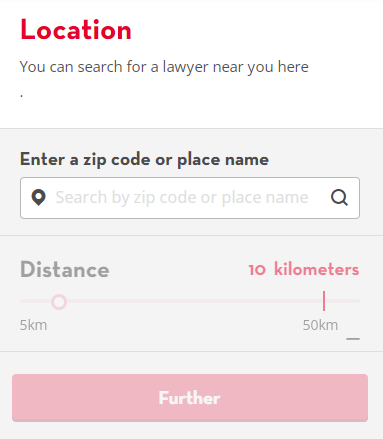 Location
You can search for a lawyer near you here
.
Enter a zip code or place name
Search by zip code or place name
Distance
10 kilometers
5km
50km
Further